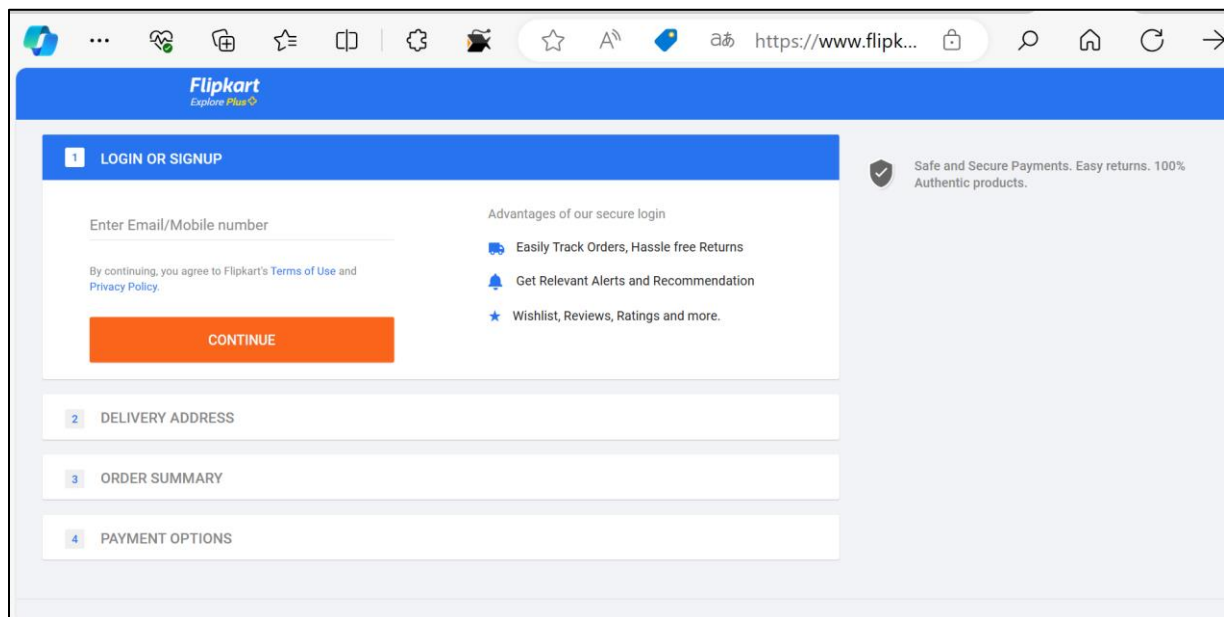 https://www.flipk...
Flipkart
Explore Plus
1 LOGIN OR SIGNUP
Enter Email/Mobile number
By continuing, you agree to Flipkart's Terms of Use and
Privacy Policy.
CONTINUE
Advantages of our secure login
Easily Track Orders, Hassle free Returns
Get Relevant Alerts and Recommendation
Wishlist, Reviews, Ratings and more.
Safe and Secure Payments. Easy returns. 100%
Authentic products.
2 DELIVERY ADDRESS
3 ORDER SUMMARY
4 PAYMENT OPTIONS